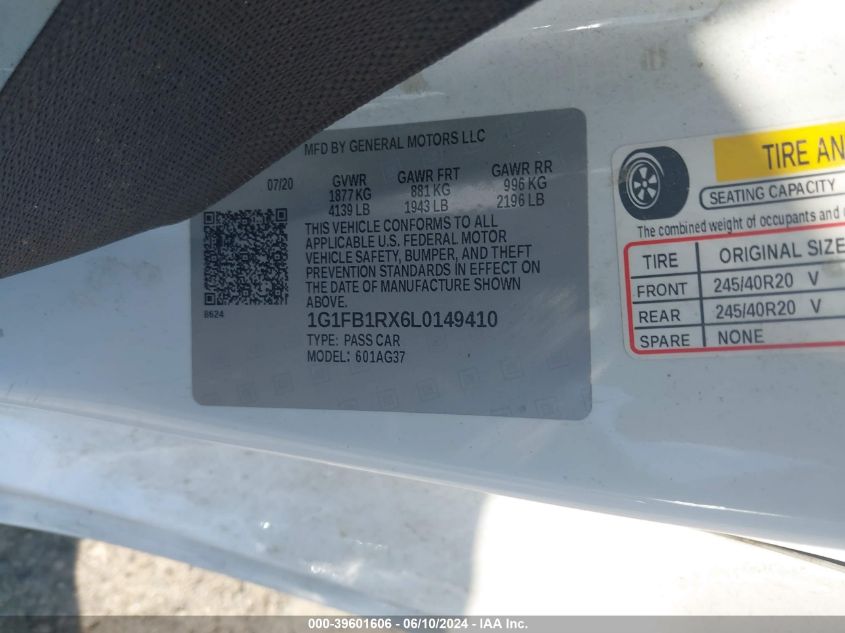 MFD BY GENERAL MOTORS LLC
07/20 GVWR GAWR FRT GAWR RR
1877 KG 881 KG 996 KG
4139 LB 1943 LB 2196 LB
THIS VEHICLE CONFORMS TO ALL
APPLICABLE U.S. FEDERAL MOTOR
VEHICLE SAFETY, BUMPER, AND THEFT
PREVENTION STANDARDS IN EFFECT ON
THE DATE OF MANUFACTURE SHOWN
ABOVE.
B624
1G1FB1RX6L0149410
TYPE: PASS CAR
MODEL: 601AG37
TIRE AN
SEATING CAPACITY
The combined weight of occupants and
TIRE ORIGINAL SIZE
FRONT 245/40R20 V
REAR 245/40R20 V
SPARE NONE
000-39601606 - 06/10/2024 - IAA Inc.